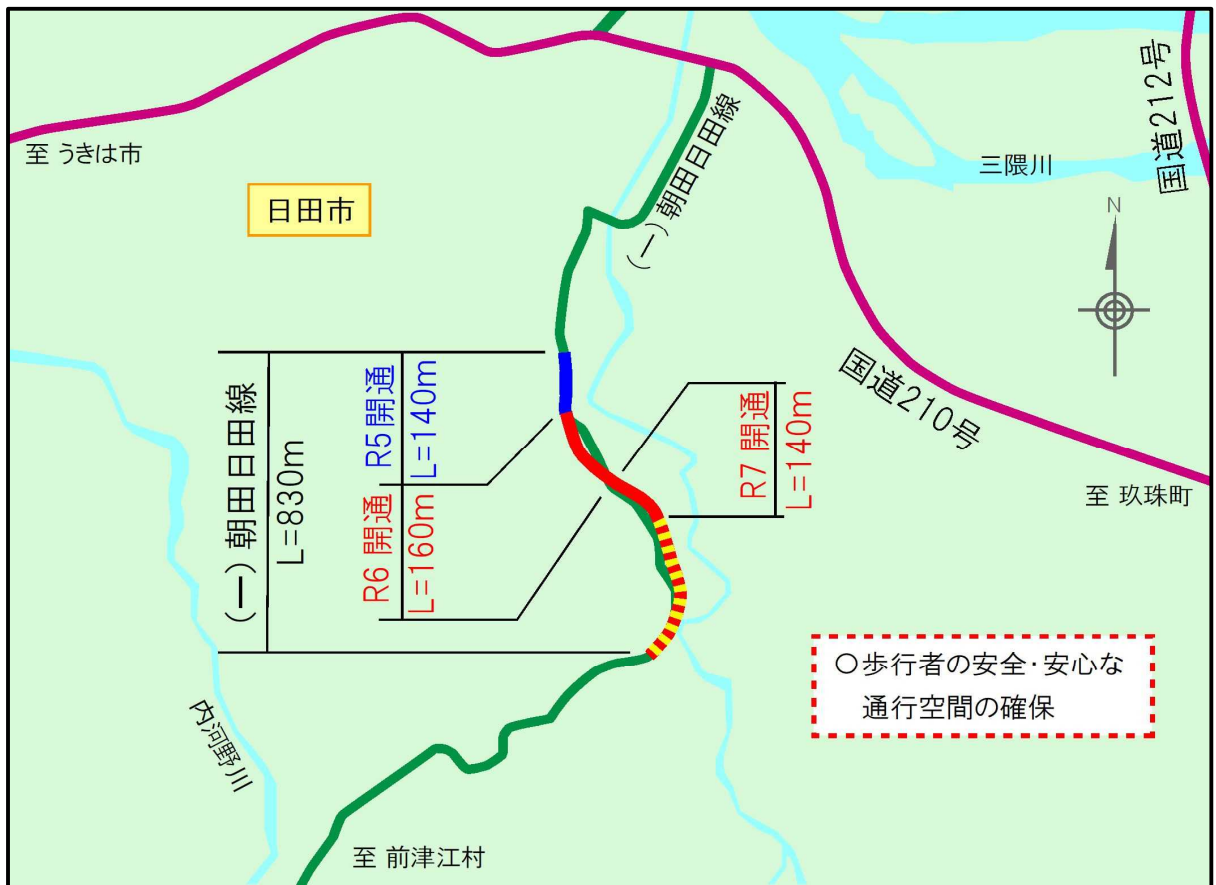 至 うきは市
日田市
(一)朝田日田線
三隈川
国道212号
N
国道210号
至 玖珠町
(一)朝田日田線
L=830m
R5開通
L=140m
R6 開通
L=160m
R7 開通
L=140m
○歩行者の安全・安心な
通行空間の確保
内河野川
至 前津江村